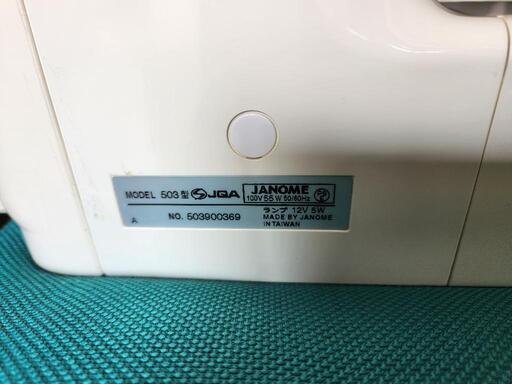 MODEL 503型 JQA JANOME
100V 55W 50/60Hz
A NO. 503900369
ランプ 12V 5W
MADE BY JANOME
IN TAIWAN